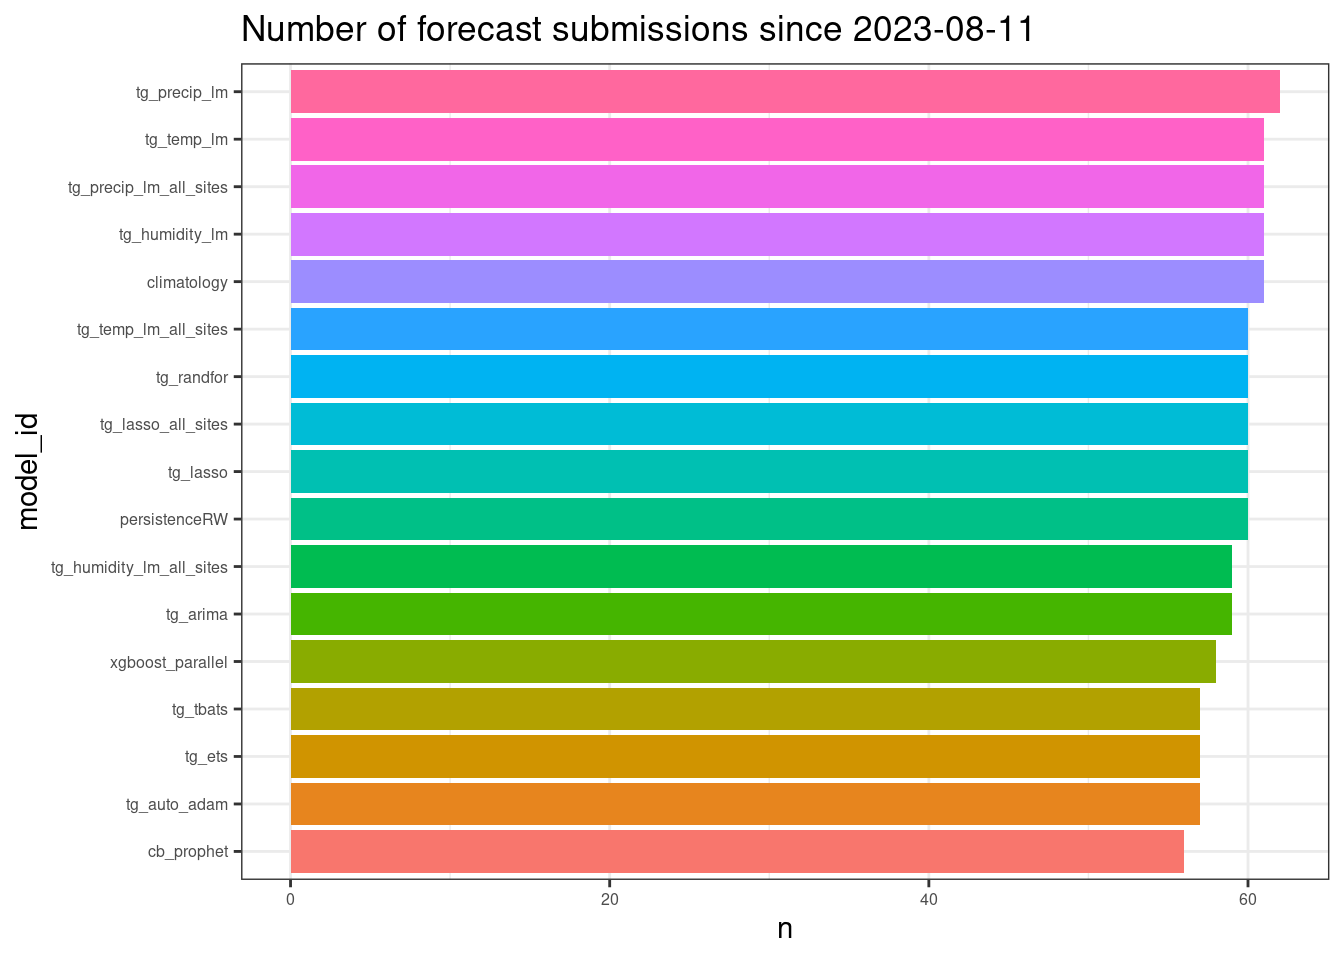 Number of forecast submissions since 2023-08-11
tg_precip_lm
tg_temp_lm
tg_precip_lm_all_sites
tg_humidity_lm
climatology
tg_temp_lm_all_sites
tg_randfor
tg_lasso_all_sites
tg_lasso
persistenceRW
tg_humidity_lm_all_sites
tg_arima
xgboost_parallel
tg_tbats
tg_ets
tg_auto_adam
cb_prophet
model_id
0 20 40 60
n